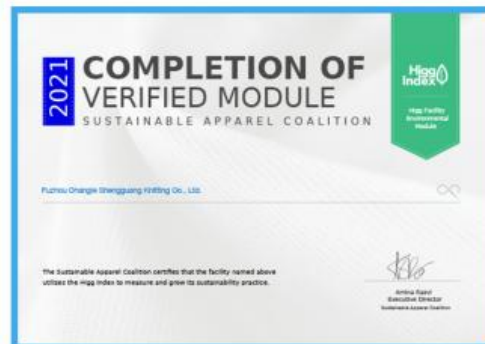 2021
COMPLETION OF
VERIFIED MODULE
SUSTAINABLE APPAREL COALITION
Higg
Index
Higg Facility
Environmental
Module
Fuzhou Changle Shengguang Knitting Co., Ltd.
The Sustainable Apparel Coalition certifies that the facility named above
utilizes the Higg Index to measure and grow its sustainability practice.
Amina Razvi
Executive Director
Sustainable Apparel Coalition